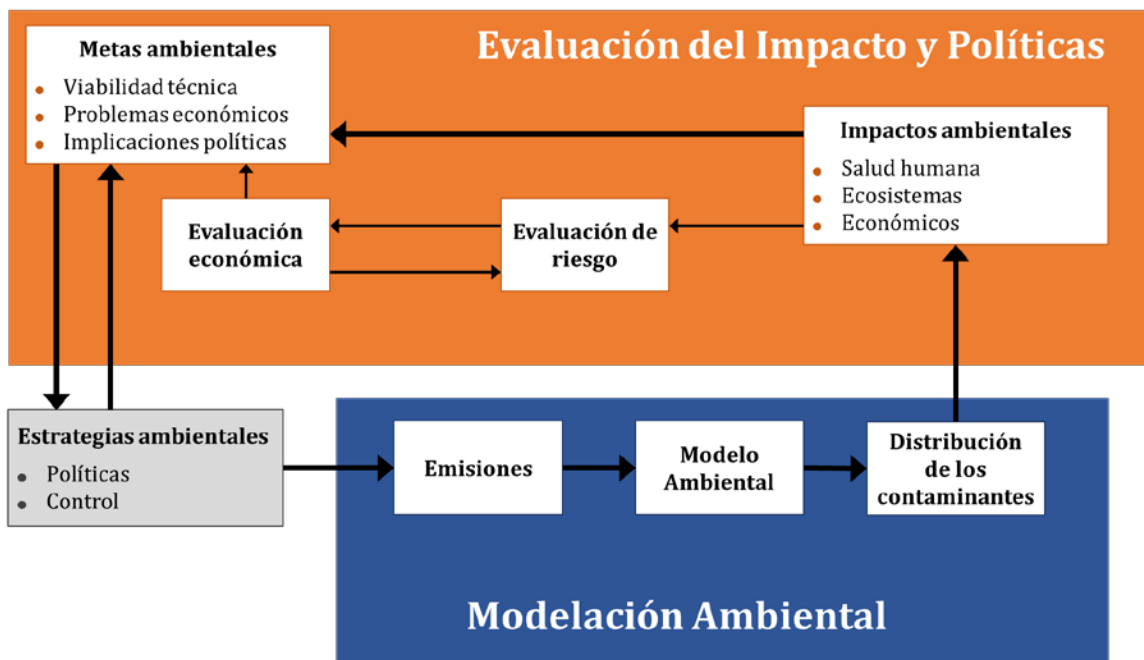 Evaluación del Impacto y Políticas
Metas ambientales
• Viabilidad técnica
• Problemas económicos
• Implicaciones políticas
Impactos ambientales
• Salud humana
• Ecosistemas
• Económicos
Evaluación
económica
Evaluación de
riesgo
Estrategias ambientales
• Políticas
• Control
Emisiones
Modelo
Ambiental
Distribución
de los
contaminantes
Modelación Ambiental